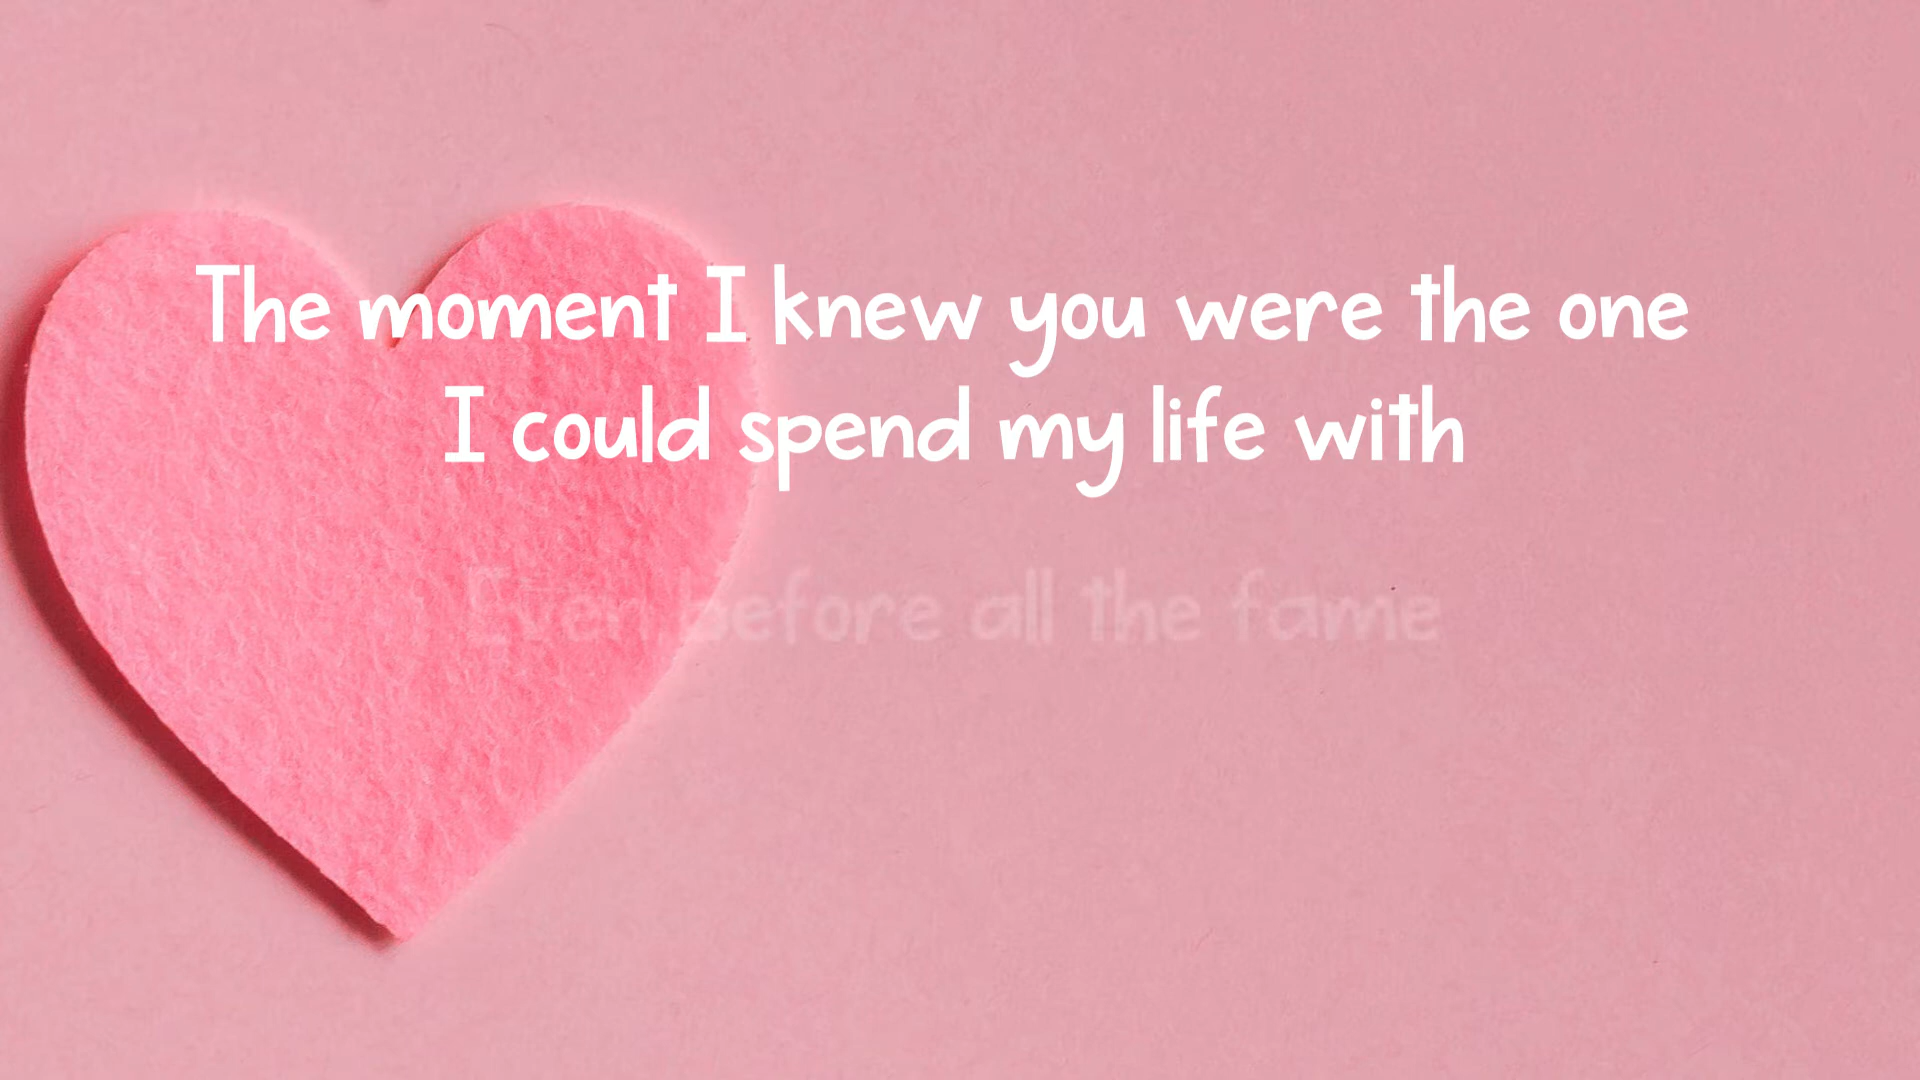 The moment I knew you were the one
I could spend my life with
Even before all the fame